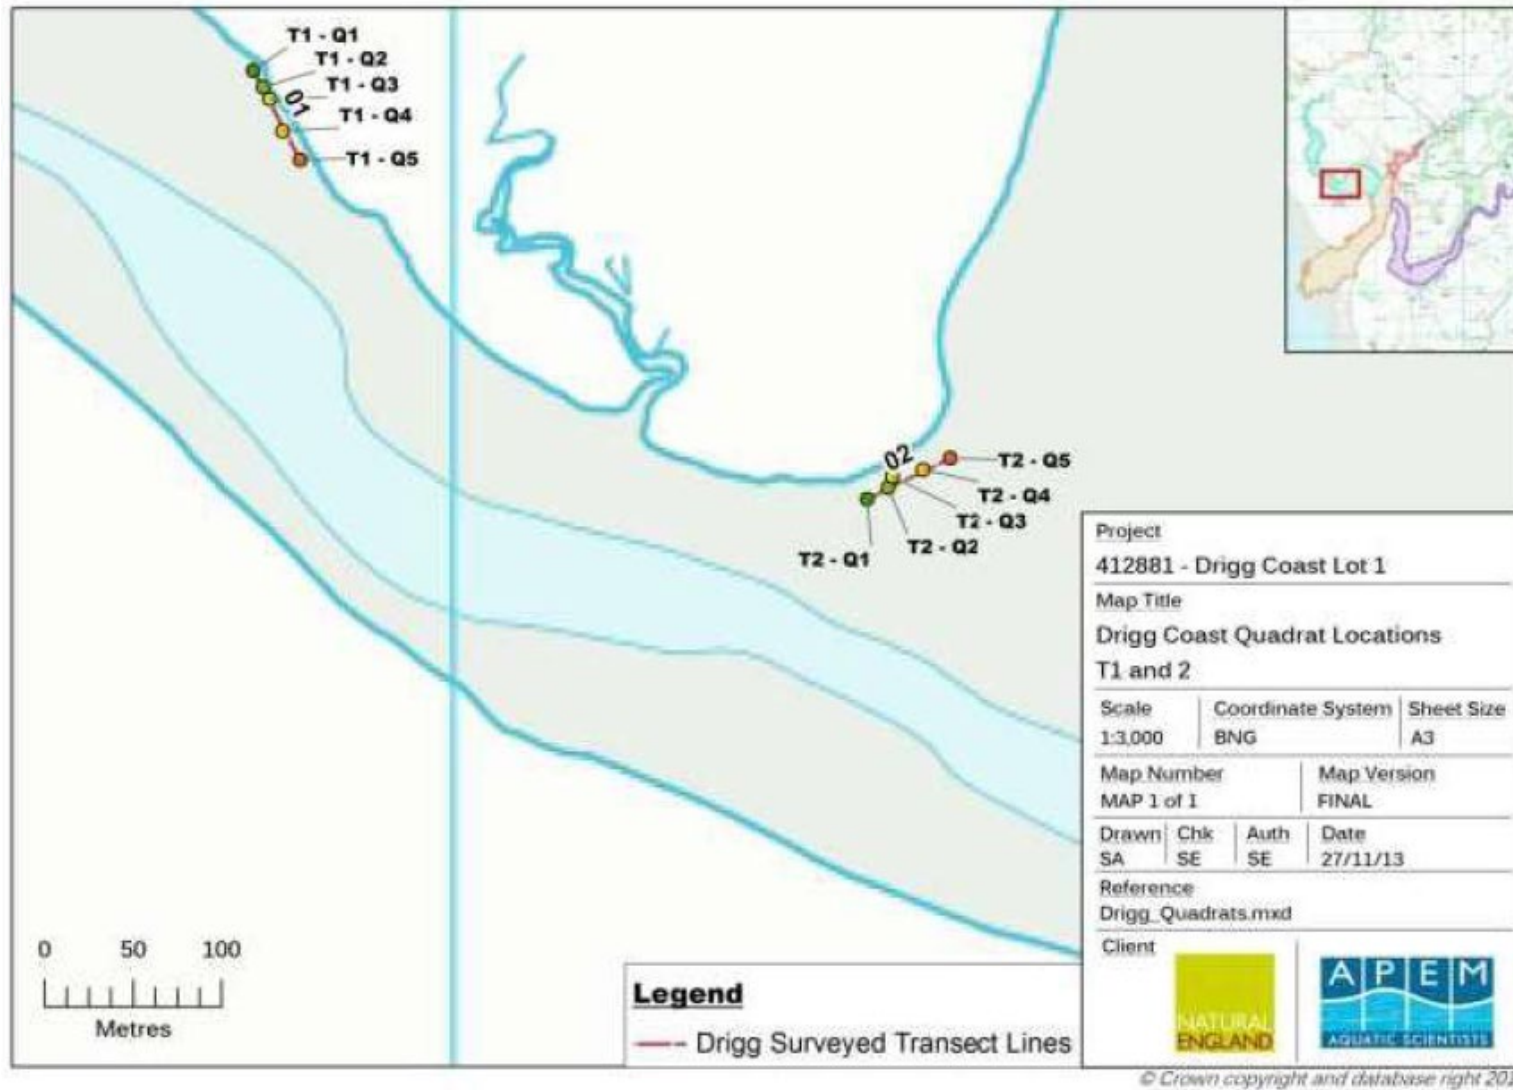 T1 - Q1
T1 - Q2
T1 - Q3
01
T1 - Q4
T1 - Q5
02
T2 - Q5
T2 - Q4
T2 - Q3
T2 - Q2
T2 - Q1
Project
412881 - Drigg Coast Lot 1
Map Title
Drigg Coast Quadrat Locations
T1 and 2
Scale Coordinate System Sheet Size
1:3,000 BNG A3
Map Number Map Version
MAP 1 of 1 FINAL
Drawn Chk Auth Date
SA SE SE 27/11/13
Reference
Drigg_Quadrats.mxd
Client
NATURAL
ENGLAND
APEM
AQUATIC SCIENTISTS
0 50 100
Metres
Legend
Drigg Surveyed Transect Lines
© Crown copyright and database right